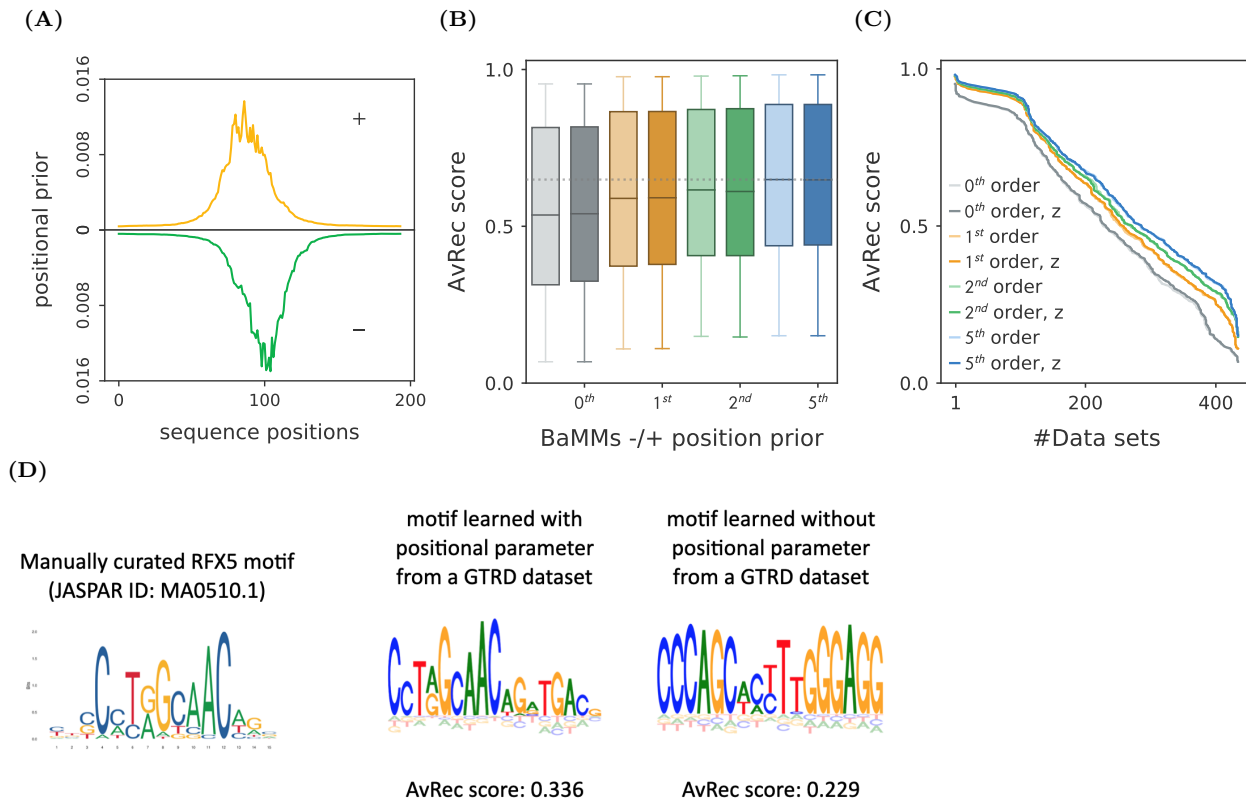 (A)
0.016
0.008
0
0.008
0.016
positional prior
+
−
0
100
200
sequence positions
(B)
1.0
0.5
0.0
AvRec score
0th
1st
2nd
5th
BaMMs -/+ position prior
(C)
1.0
0.5
0.0
AvRec score
0th order
0th order, z
1st order
1st order, z
2nd order
2nd order, z
5th order
5th order, z
1
200
400
#Data sets
(D)
Manually curated RFX5 motif
(JASPAR ID: MA0510.1)
motif learned with
positional parameter
from a GTRD dataset
CCTAGCAACAGATGACG
AvRec score: 0.336
motif learned without
positional parameter
from a GTRD dataset
CCCAGCACTTTGGGAGG
AvRec score: 0.229